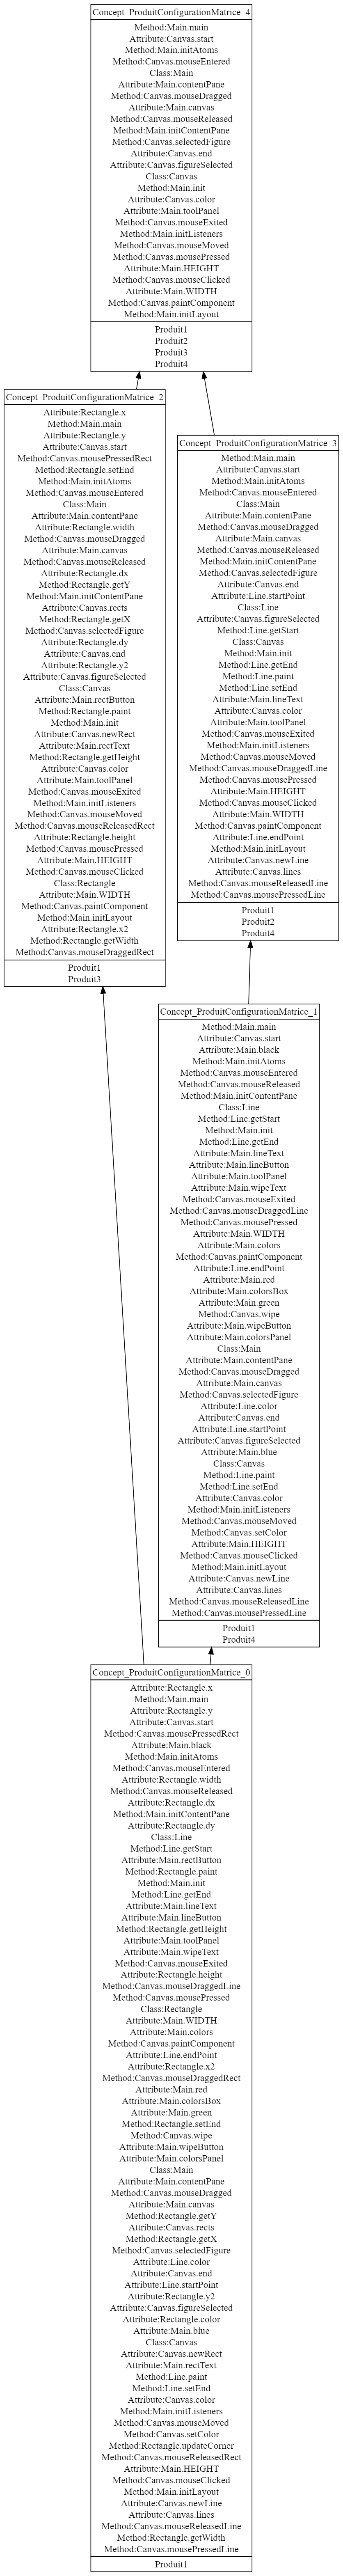 Concept_ProduitConfigurationMatrice_4
Method:Main.main
Attribute:Canvas.start
Method:Main.initAtoms
Method:Canvas.mouseEntered
Class:Main
Attribute:Main.contentPane
Method:Canvas.mouseDragged
Attribute:Main.canvas
Method:Canvas.mouseReleased
Method:Main.initContentPane
Method:Canvas.selectedFigure
Attribute:Canvas.end
Attribute:Canvas.figureSelected
Class:Canvas
Method:Main.init
Attribute:Canvas.color
Attribute:Main.toolPanel
Method:Canvas.mouseExited
Method:Main.initListeners
Method:Canvas.mouseMoved
Method:Canvas.mousePressed
Attribute:Main.HEIGHT
Method:Canvas.mouseClicked
Attribute:Main.WIDTH
Method:Canvas.paintComponent
Method:Main.initLayout
Produit1
Produit2
Produit3
Produit4
Concept_ProduitConfigurationMatrice_2
Attribute:Rectangle.x
Method:Main.main
Attribute:Rectangle.y
Attribute:Canvas.start
Method:Canvas.mousePressedRect
Method:Rectangle.setEnd
Method:Main.initAtoms
Method:Canvas.mouseEntered
Class:Main
Attribute:Main.contentPane
Attribute:Rectangle.width
Method:Canvas.mouseDragged
Attribute:Main.canvas
Method:Canvas.mouseReleased
Attribute:Rectangle.dx
Method:Rectangle.getY
Method:Main.initContentPane
Attribute:Canvas.rects
Method:Rectangle.getX
Method:Canvas.selectedFigure
Attribute:Rectangle.dy
Attribute:Canvas.end
Attribute:Rectangle.y2
Attribute:Canvas.figureSelected
Class:Canvas
Attribute:Main.rectButton
Method:Rectangle.paint
Method:Main.init
Attribute:Canvas.newRect
Attribute:Main.rectText
Method:Rectangle.getHeight
Attribute:Canvas.color
Attribute:Main.toolPanel
Method:Canvas.mouseExited
Method:Main.initListeners
Method:Canvas.mouseMoved
Method:Canvas.mouseReleasedRect
Attribute:Rectangle.height
Method:Canvas.mousePressed
Attribute:Main.HEIGHT
Method:Canvas.mouseClicked
Class:Rectangle
Attribute:Main.WIDTH
Method:Canvas.paintComponent
Method:Main.initLayout
Attribute:Rectangle.x2
Method:Rectangle.getWidth
Method:Canvas.mouseDraggedRect
Produit1
Produit3
Concept_ProduitConfigurationMatrice_3
Method:Main.main
Attribute:Canvas.start
Method:Main.initAtoms
Method:Canvas.mouseEntered
Class:Main
Attribute:Main.contentPane
Method:Canvas.mouseDragged
Attribute:Main.canvas
Method:Canvas.mouseReleased
Method:Main.initContentPane
Method:Canvas.selectedFigure
Attribute:Canvas.end
Attribute:Line.startPoint
Class:Line
Attribute:Canvas.figureSelected
Method:Line.getStart
Class:Canvas
Method:Main.init
Method:Line.getEnd
Method:Line.paint
Method:Line.setEnd
Attribute:Main.lineText
Attribute:Canvas.color
Attribute:Main.toolPanel
Method:Canvas.mouseExited
Method:Main.initListeners
Method:Canvas.mouseMoved
Method:Canvas.mouseDraggedLine
Method:Canvas.mousePressed
Attribute:Main.HEIGHT
Method:Canvas.mouseClicked
Attribute:Main.WIDTH
Method:Canvas.paintComponent
Attribute:Line.endPoint
Method:Main.initLayout
Attribute:Canvas.newLine
Attribute:Canvas.lines
Method:Canvas.mouseReleasedLine
Method:Canvas.mousePressedLine
Produit1
Produit2
Produit4
Concept_ProduitConfigurationMatrice_1
Method:Main.main
Attribute:Canvas.start
Attribute:Main.black
Method:Main.initAtoms
Method:Canvas.mouseEntered
Method:Canvas.mouseReleased
Method:Main.initContentPane
Class:Line
Method:Line.getStart
Method:Main.init
Method:Line.getEnd
Attribute:Main.lineText
Attribute:Main.lineButton
Attribute:Main.toolPanel
Attribute:Main.wipeText
Method:Canvas.mouseExited
Method:Canvas.mouseDraggedLine
Method:Canvas.mousePressed
Attribute:Main.WIDTH
Attribute:Main.colors
Method:Canvas.paintComponent
Attribute:Line.endPoint
Attribute:Main.red
Attribute:Main.colorsBox
Attribute:Main.green
Method:Canvas.wipe
Attribute:Main.wipeButton
Attribute:Main.colorsPanel
Class:Main
Attribute:Main.contentPane
Method:Canvas.mouseDragged
Attribute:Main.canvas
Method:Canvas.selectedFigure
Attribute:Line.color
Attribute:Canvas.end
Attribute:Line.startPoint
Attribute:Canvas.figureSelected
Attribute:Main.blue
Class:Canvas
Method:Line.paint
Method:Line.setEnd
Attribute:Canvas.color
Method:Main.initListeners
Method:Canvas.mouseMoved
Method:Canvas.setColor
Attribute:Main.HEIGHT
Method:Canvas.mouseClicked
Method:Main.initLayout
Attribute:Canvas.newLine
Attribute:Canvas.lines
Method:Canvas.mouseReleasedLine
Method:Canvas.mousePressedLine
Produit1
Produit4
Concept_ProduitConfigurationMatrice_0
Attribute:Rectangle.x
Method:Main.main
Attribute:Rectangle.y
Attribute:Canvas.start
Method:Canvas.mousePressedRect
Attribute:Main.black
Method:Main.initAtoms
Method:Canvas.mouseEntered
Attribute:Rectangle.width
Method:Canvas.mouseReleased
Attribute:Rectangle.dx
Method:Main.initContentPane
Attribute:Rectangle.dy
Class:Line
Method:Line.getStart
Attribute:Main.rectButton
Method:Rectangle.paint
Method:Main.init
Method:Line.getEnd
Attribute:Main.lineText
Attribute:Main.lineButton
Method:Rectangle.getHeight
Attribute:Main.toolPanel
Attribute:Main.wipeText
Method:Canvas.mouseExited
Attribute:Rectangle.height
Method:Canvas.mouseDraggedLine
Method:Canvas.mousePressed
Class:Rectangle
Attribute:Main.WIDTH
Attribute:Main.colors
Method:Canvas.paintComponent
Attribute:Line.endPoint
Attribute:Rectangle.x2
Method:Canvas.mouseDraggedRect
Attribute:Main.red
Attribute:Main.colorsBox
Attribute:Main.green
Method:Rectangle.setEnd
Method:Canvas.wipe
Attribute:Main.wipeButton
Attribute:Main.colorsPanel
Class:Main
Attribute:Main.contentPane
Method:Canvas.mouseDragged
Attribute:Main.canvas
Method:Rectangle.getY
Attribute:Canvas.rects
Method:Rectangle.getX
Method:Canvas.selectedFigure
Attribute:Line.color
Attribute:Canvas.end
Attribute:Line.startPoint
Attribute:Rectangle.y2
Attribute:Canvas.figureSelected
Attribute:Rectangle.color
Attribute:Main.blue
Class:Canvas
Attribute:Canvas.newRect
Attribute:Main.rectText
Method:Line.paint
Method:Line.setEnd
Attribute:Canvas.color
Method:Main.initListeners
Method:Canvas.mouseMoved
Method:Canvas.setColor
Method:Rectangle.updateCorner
Method:Canvas.mouseReleasedRect
Attribute:Main.HEIGHT
Method:Canvas.mouseClicked
Method:Main.initLayout
Attribute:Canvas.newLine
Attribute:Canvas.lines
Method:Canvas.mouseReleasedLine
Method:Rectangle.getWidth
Method:Canvas.mousePressedLine
Produit1